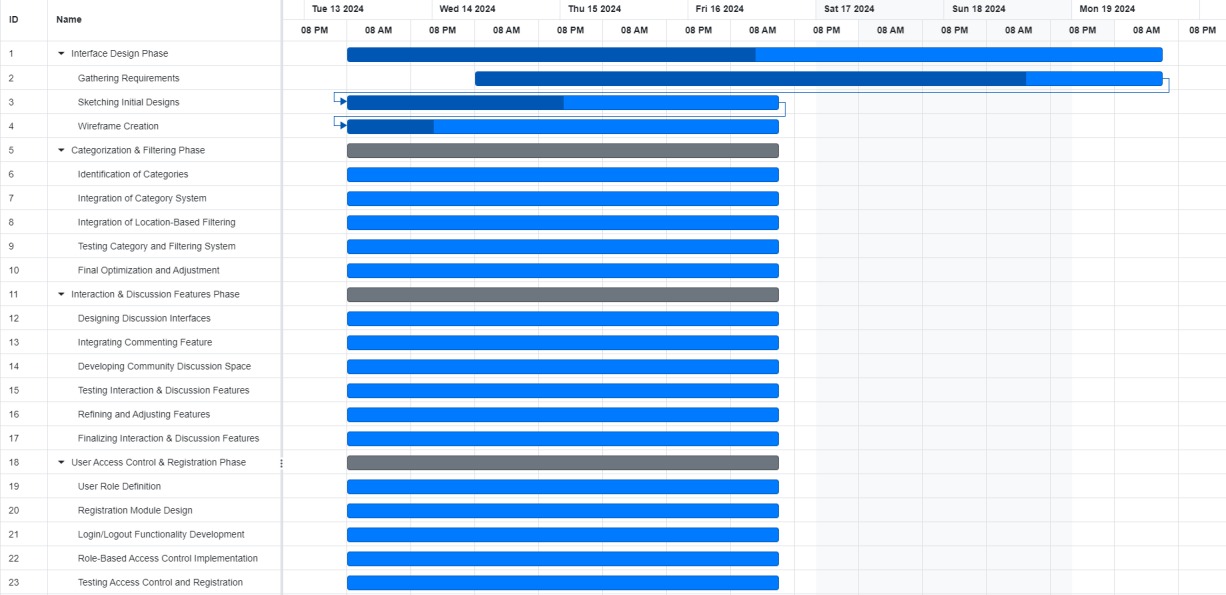 ID Name Tue 13 2024 Wed 14 2024 Thu 15 2024 Fri 16 2024 Sat 17 2024 Sun 18 2024 Mon 19 2024
08 PM 08 AM 08 PM 08 AM 08 PM 08 AM 08 PM 08 AM 08 PM 08 AM 08 PM 08 AM 08 PM 08 AM 08 PM
1 Interface Design Phase
2 Gathering Requirements
3 Sketching Initial Designs
4 Wireframe Creation
5 Categorization & Filtering Phase
6 Identification of Categories
7 Integration of Category System
8 Integration of Location-Based Filtering
9 Testing Category and Filtering System
10 Final Optimization and Adjustment
11 Interaction & Discussion Features Phase
12 Designing Discussion Interfaces
13 Integrating Commenting Feature
14 Developing Community Discussion Space
15 Testing Interaction & Discussion Features
16 Refining and Adjusting Features
17 Finalizing Interaction & Discussion Features
18 User Access Control & Registration Phase
19 User Role Definition
20 Registration Module Design
21 Login/Logout Functionality Development
22 Role-Based Access Control Implementation
23 Testing Access Control and Registration